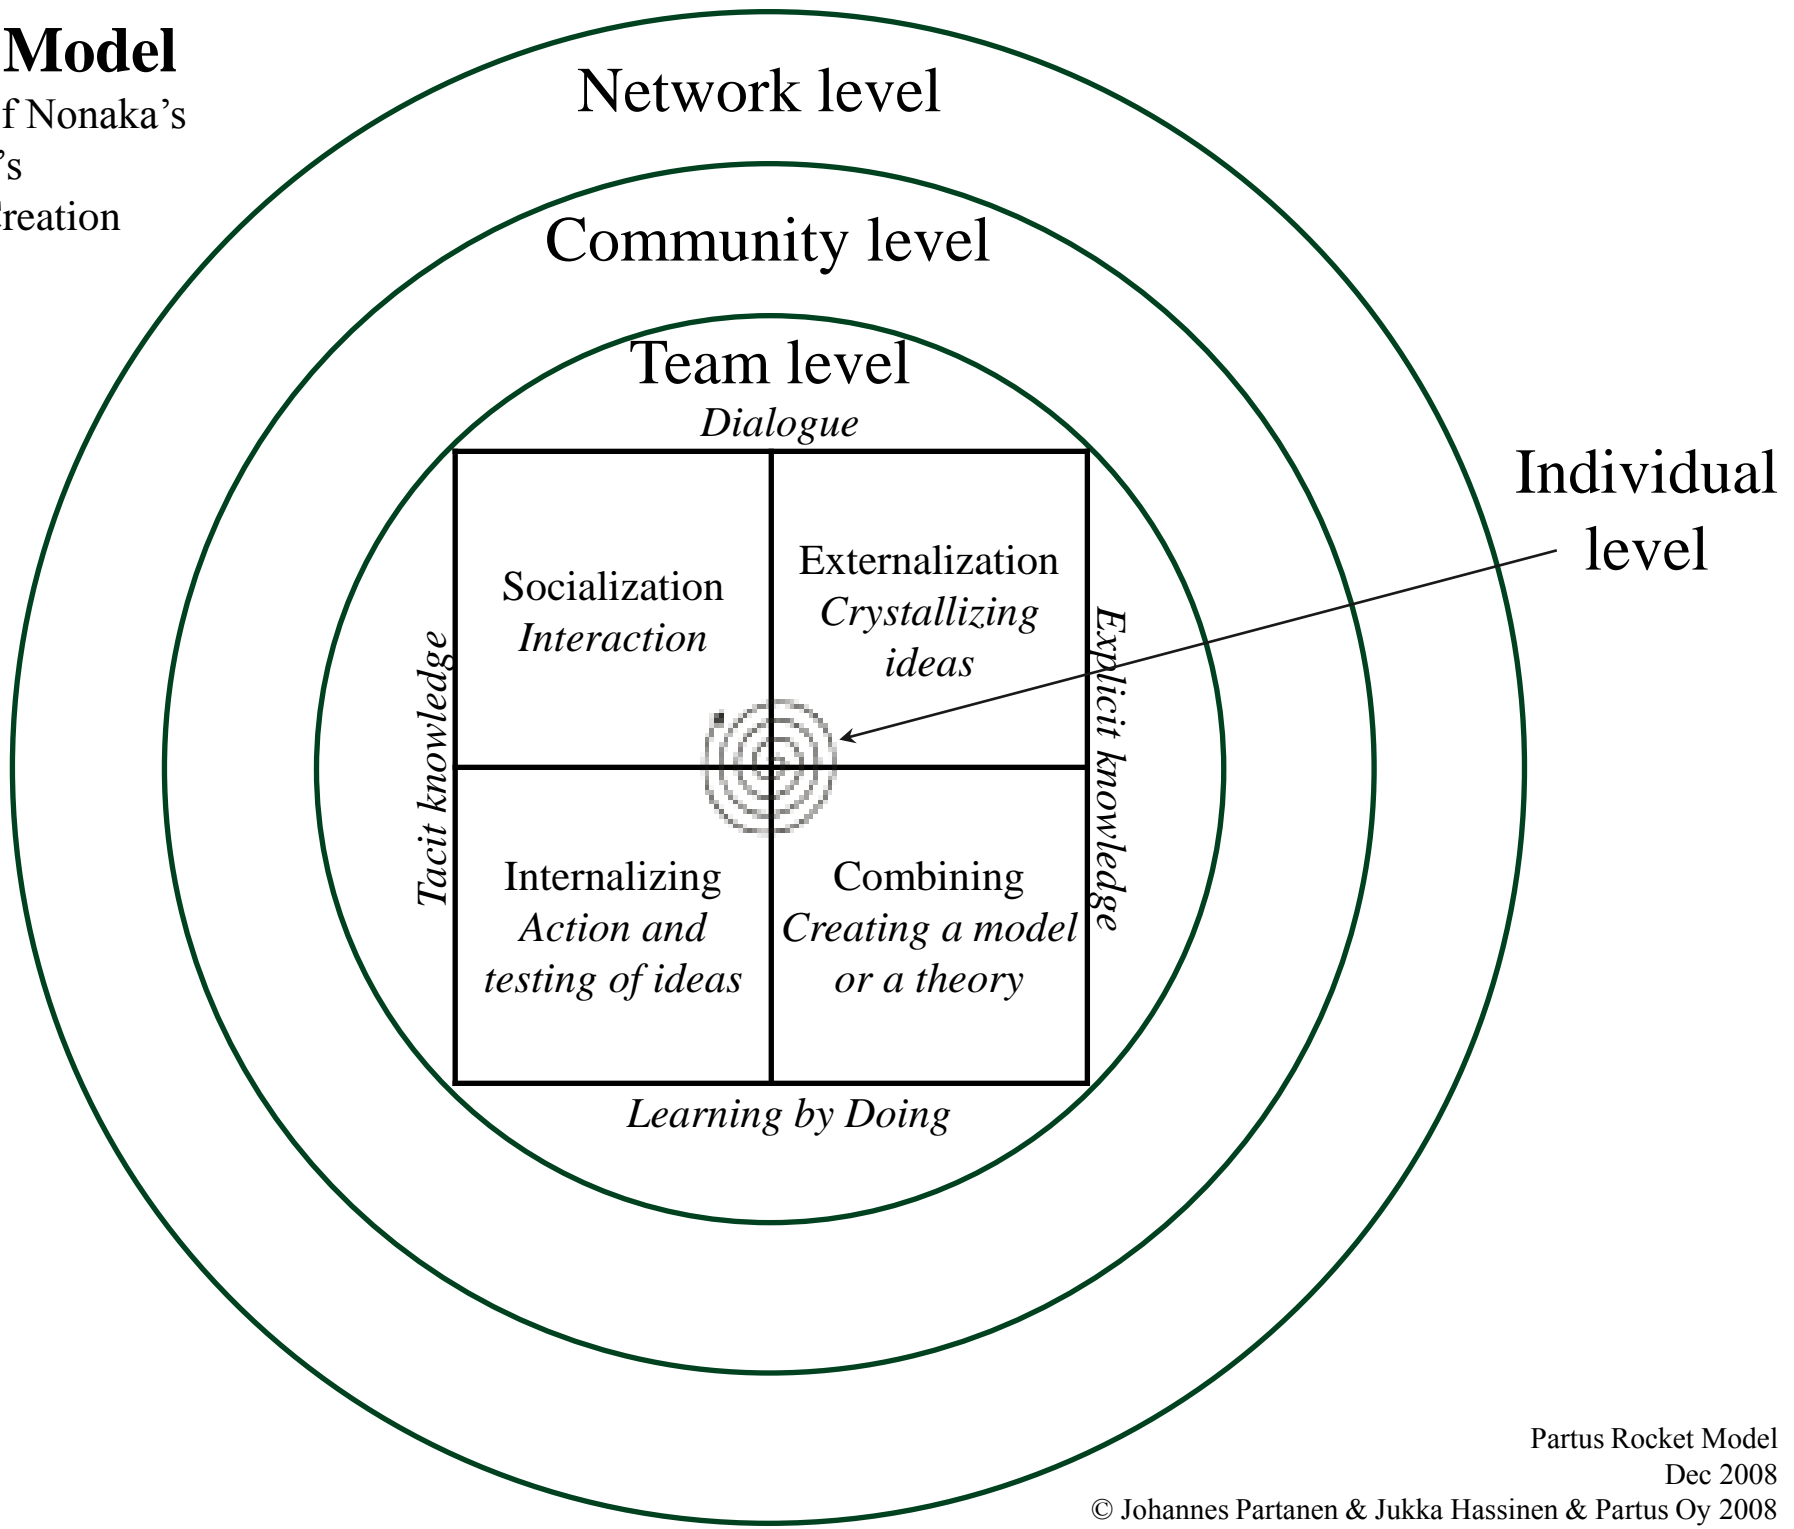 Model
f Nonaka’s
’s
reation
Network level
Community level
Team level
Dialogue
Individual
level
Socialization
Interaction
Externalization
Crystallizing
ideas
Tacit knowledge
Explicit knowledge
Internalizing
Action and
testing of ideas
Combining
Creating a model
or a theory
Learning by Doing
Partus Rocket Model
Dec 2008
© Johannes Partanen & Jukka Hassinen & Partus Oy 2008